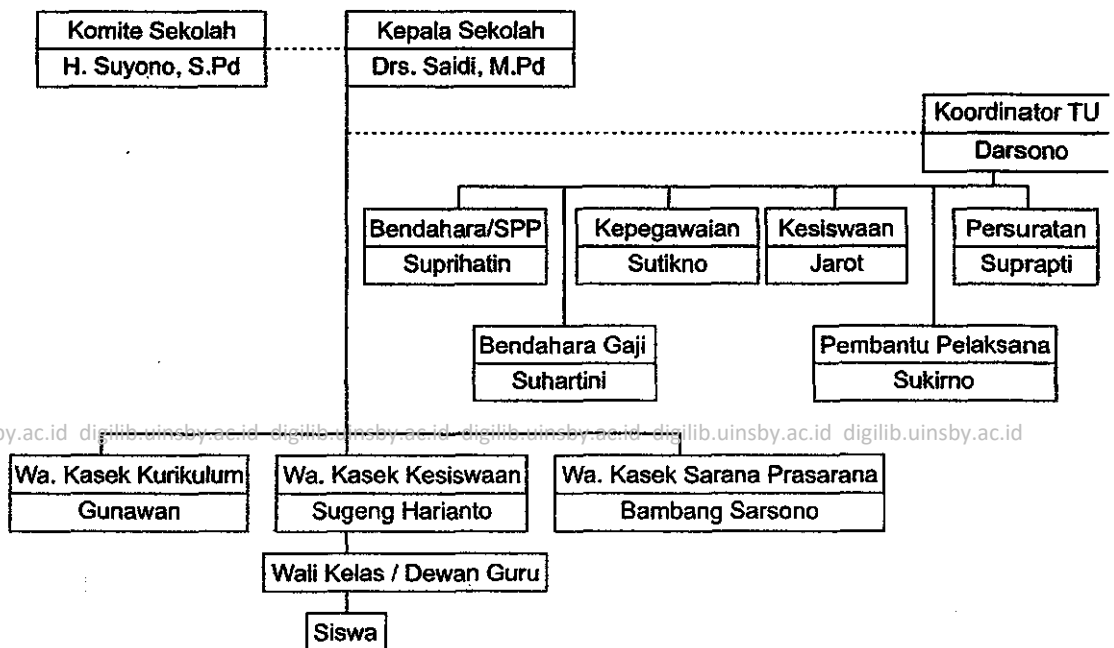 Komite Sekolah
H. Suyono, S.Pd
Kepala Sekolah
Drs. Saidi, M.Pd
Koordinator TU
Darsono
Bendahara/SPP
Suprihatin
Kepegawaian
Sutikno
Kesiswaan
Jarot
Persuratan
Suprapti
Bendahara Gaji
Suhartini
Pembantu Pelaksana
Sukirno
by.ac.id digilib.uinsby.ac.id digilib.uinsby.ac.id digilib.uinsby.ac.id digilib.uinsby.ac.id digilib.uinsby.ac.id
Wa. Kasek Kurikulum
Gunawan
Wa. Kasek Kesiswaan
Sugeng Harianto
Wa. Kasek Sarana Prasarana
Bambang Sarsono
Wali Kelas / Dewan Guru
Siswa